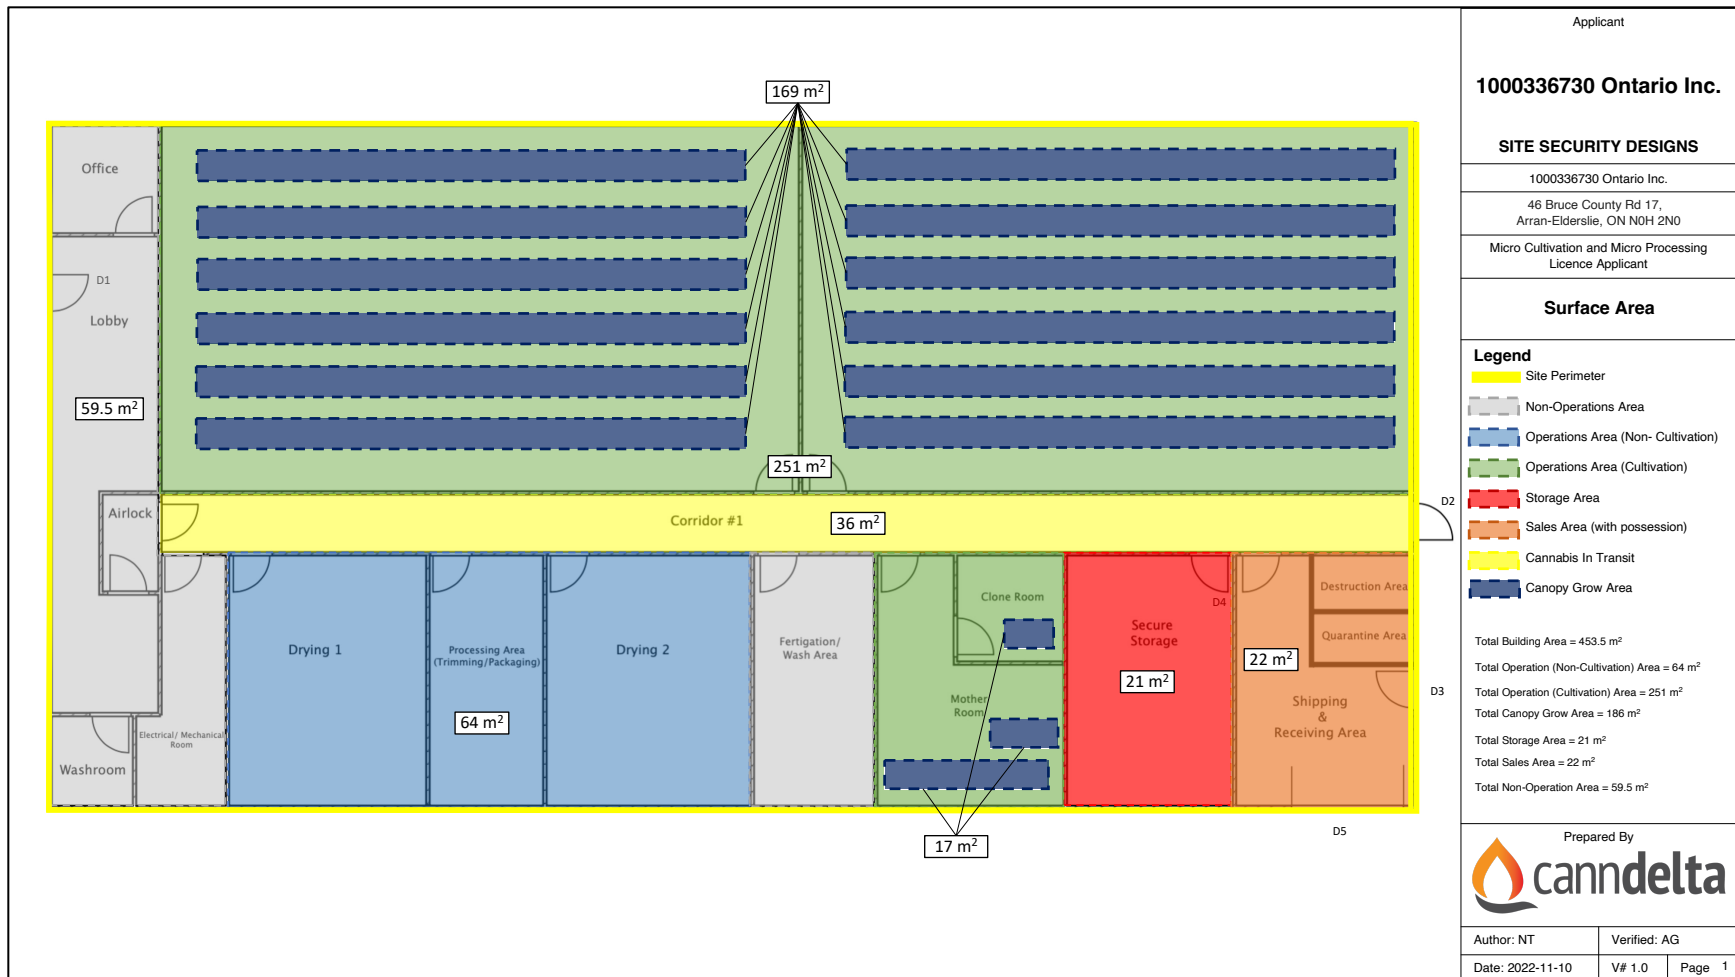 169 m²
Office
D1
Lobby
59.5 m²
251 m²
Airlock
Corridor #1
36 m²
D2
Clone Room
Destruction Area
D4
Drying 1
Processing Area
(Trimming/Packaging)
Drying 2
Fertigation/
Wash Area
Secure
Storage
Quarantine Area
22 m²
21 m²
D3
Mother
Room
Shipping
&
Receiving Area
64 m²
Electrical/ Mechanical
Room
Washroom
17 m²
D5
Applicant
1000336730 Ontario Inc.
SITE SECURITY DESIGNS
1000336730 Ontario Inc.
46 Bruce County Rd 17,
Arran-Elderslie, ON N0H 2N0
Micro Cultivation and Micro Processing
Licence Applicant
Surface Area
Legend
Site Perimeter
Non-Operations Area
Operations Area (Non- Cultivation)
Operations Area (Cultivation)
Storage Area
Sales Area (with possession)
Cannabis In Transit
Canopy Grow Area
Total Building Area = 453.5 m²
Total Operation (Non-Cultivation) Area = 64 m²
Total Operation (Cultivation) Area = 251 m²
Total Canopy Grow Area = 186 m²
Total Storage Area = 21 m²
Total Sales Area = 22 m²
Total Non-Operation Area = 59.5 m²
Prepared By
canndelta
Author: NT
Verified: AG
Date: 2022-11-10
V# 1.0
Page 1